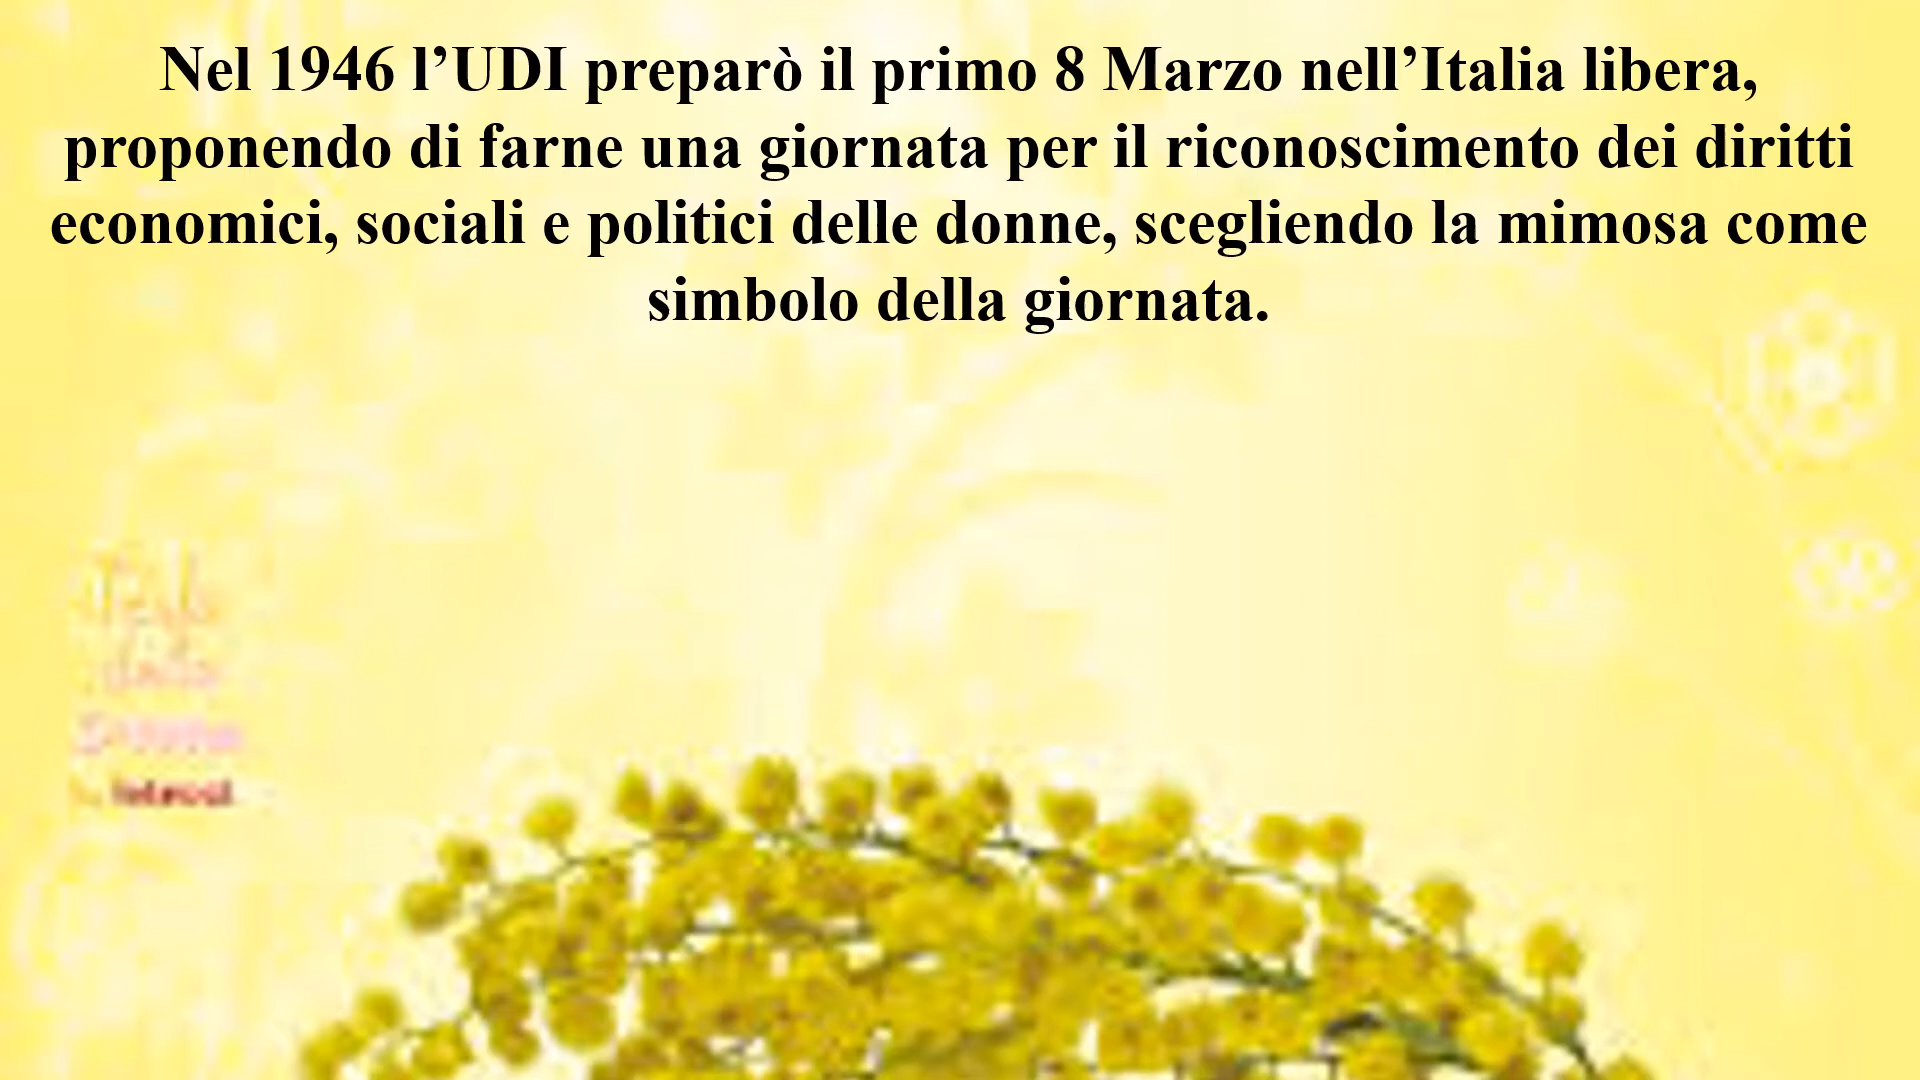 Nel 1946 l’UDI preparò il primo 8 Marzo nell’Italia libera,
proponendo di farne una giornata per il riconoscimento dei diritti
economici, sociali e politici delle donne, scegliendo la mimosa come
simbolo della giornata.